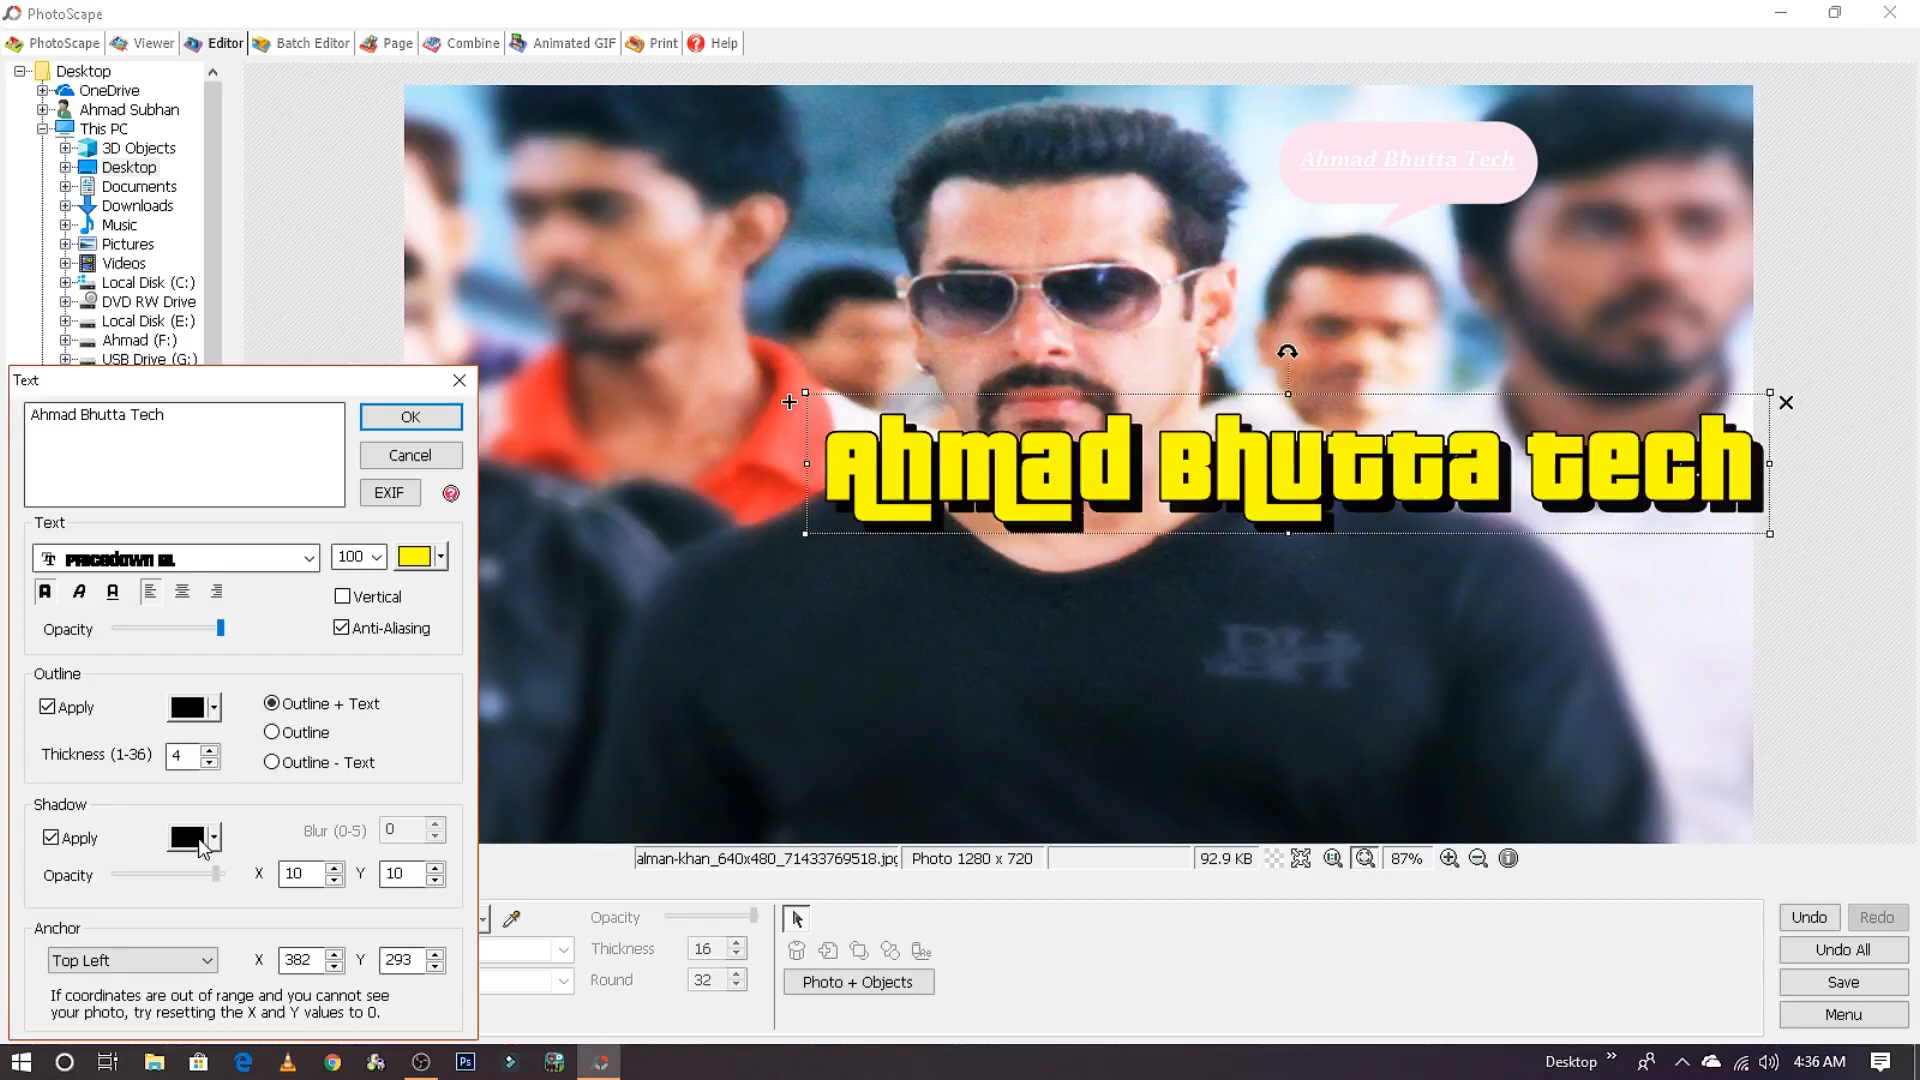 PhotoScape
PhotoScape
Viewer
Editor
Batch Editor
Page
Combine
Animated GIF
Print
Help
Desktop
OneDrive
Ahmad Subhan
This PC
3D Objects
Desktop
Documents
Downloads
Music
Pictures
Videos
Local Disk (C:)
DVD RW Drive
Local Disk (E:)
Ahmad (F:)
USB Drive (G:)
Ahmad Bhutta Tech
Ahmad Bhutta tech
Text
Ahmad Bhutta Tech
OK
Cancel
EXIF
Text
Pricedown BL
100
Vertical
Opacity
Anti-Aliasing
Outline
Apply
Outline + Text
Outline
Thickness (1-36)
4
Outline - Text
Shadow
Apply
Blur (0-5)
0
Opacity
X
10
Y
10
Anchor
Top Left
X
382
Y
293
If coordinates are out of range and you cannot see
your photo, try resetting the X and Y values to 0.
alman-khan_640x480_71433769518.jpg
Photo 1280 x 720
92.9 KB
87%
Opacity
Thickness
16
Round
32
Photo + Objects
Undo
Redo
Undo All
Save
Menu
Ps
Desktop
4:36 AM